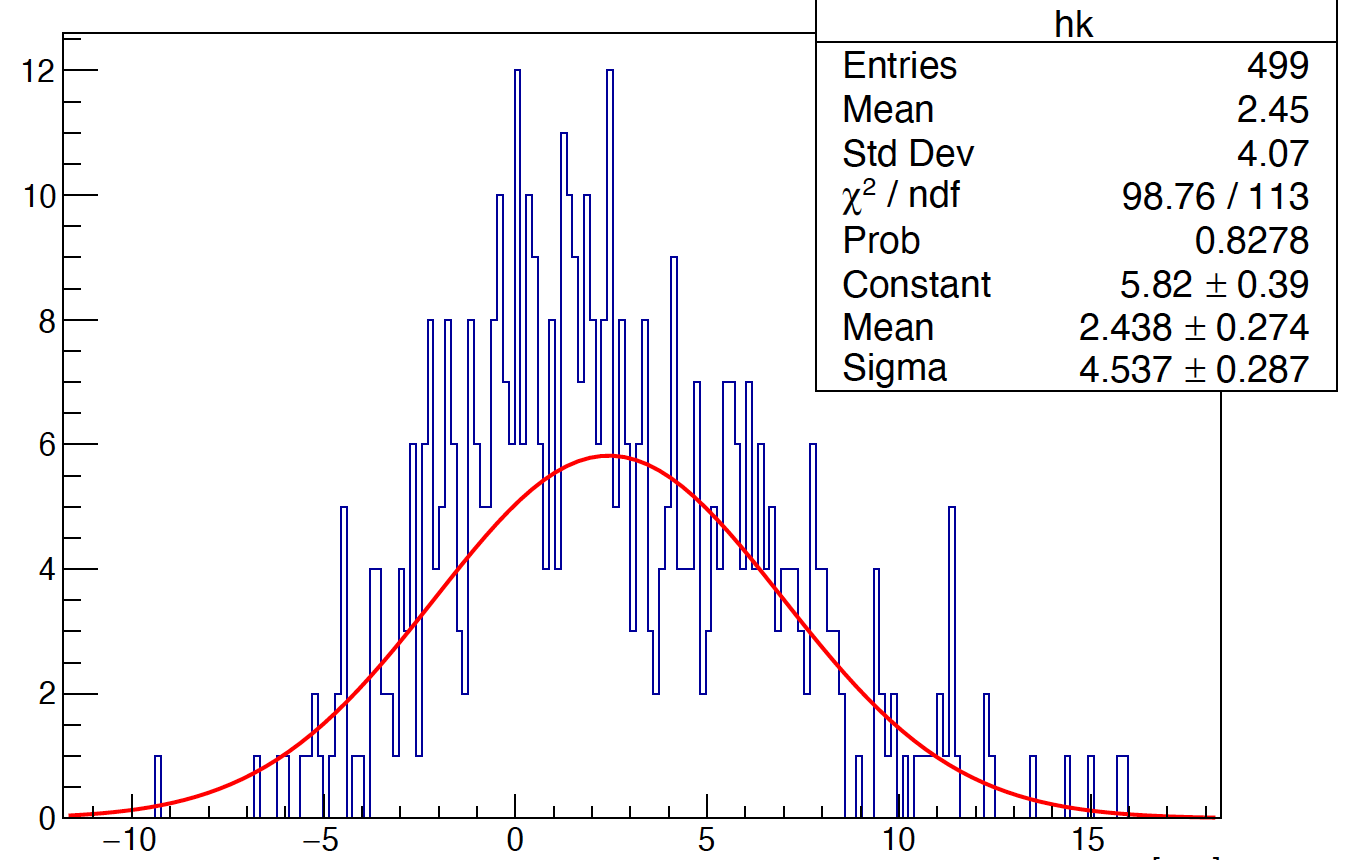 hk
Entries 499
Mean 2.45
Std Dev 4.07
χ² / ndf 98.76 / 113
Prob 0.8278
Constant 5.82 ± 0.39
Mean 2.438 ± 0.274
Sigma 4.537 ± 0.287
12
10
8
6
4
2
0
−10 −5 0 5 10 15